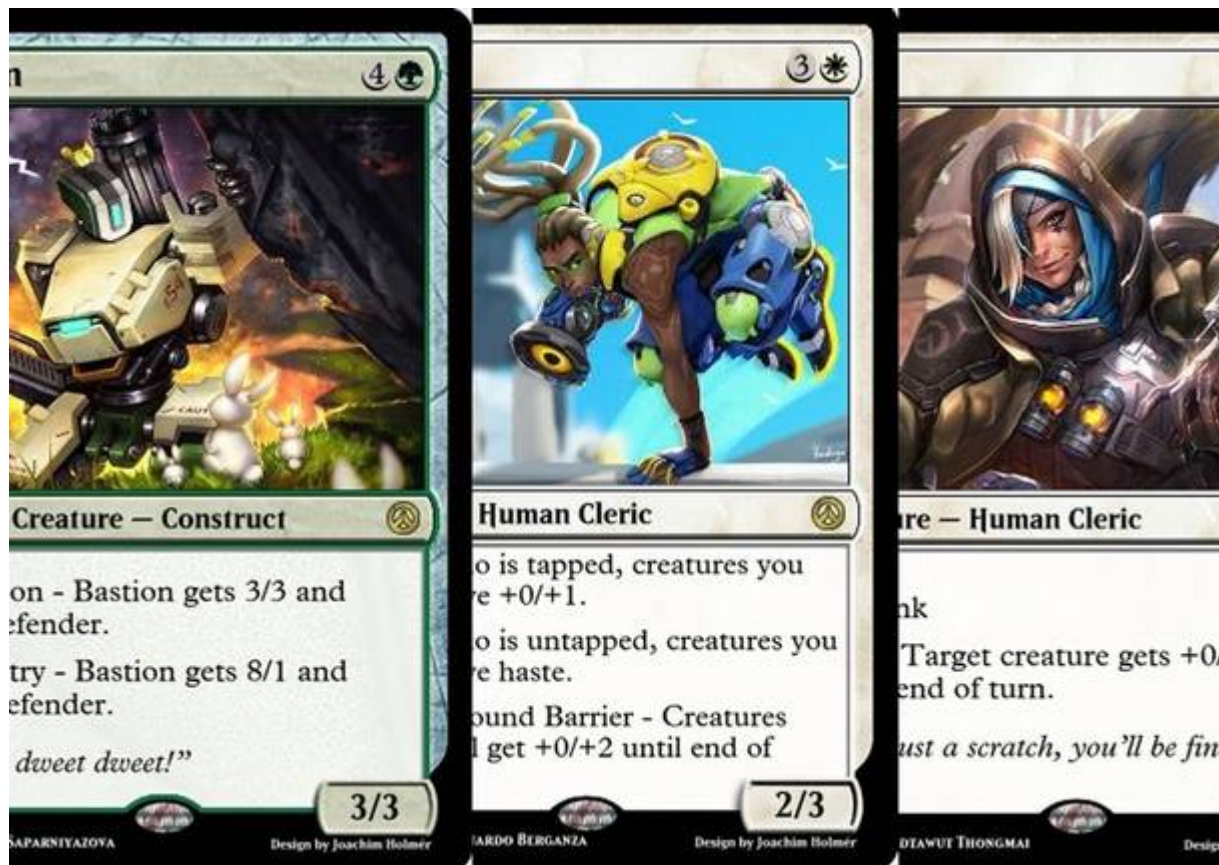 n
4
Creature — Construct
on - Bastion gets 3/3 and
efender.
try - Bastion gets 8/1 and
efender.
dweet dweet!”
3/3
SAPARNIYAZOVA
Design by Joachim Holmér
3
Human Cleric
o is tapped, creatures you
e +0/+1.
o is untapped, creatures you
e haste.
ound Barrier - Creatures
l get +0/+2 until end of
2/3
ARDO BERGANZA
Design by Joachim Holmér
re — Human Cleric
nk
Target creature gets +0/
end of turn.
ust a scratch, you’ll be fin
DTAWUT THONGMAI
Desig